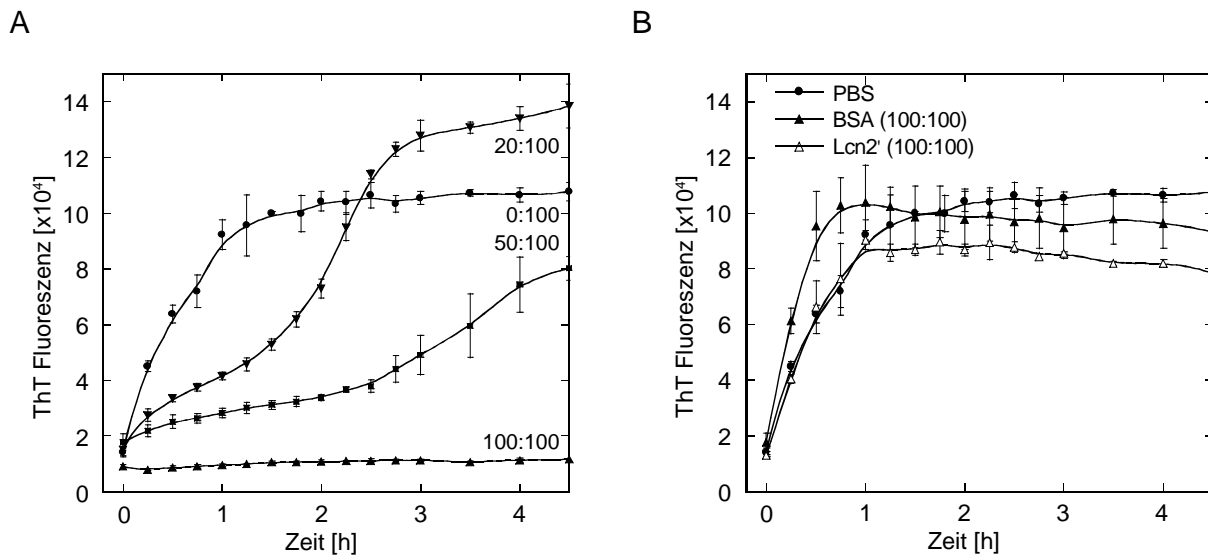 A
ThT Fluoreszenz [x10⁴]
14
12
10
8
6
4
2
0
20:100
0:100
50:100
100:100
0 1 2 3 4
Zeit [h]
B
ThT Fluoreszenz [x10⁴]
14
12
10
8
6
4
2
0
PBS
BSA (100:100)
Lcn2' (100:100)
0 1 2 3 4
Zeit [h]